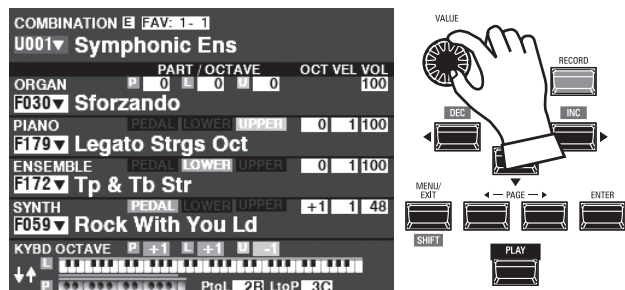 COMBINATION E FAV: 1- 1
U001▼ Symphonic Ens
PART / OCTAVE OCT VEL VOL
ORGAN P 0 L 0 U 0 100
F030▼ Sforzando
PIANO PEDAL LOWER UPPER 0 1 100
F179▼ Legato Strgs Oct
ENSEMBLE PEDAL LOWER UPPER 0 1 100
F172▼ Tp & Tb Str
SYNTH PEDAL LOWER UPPER +1 1 48
F059▼ Rock With You Ld
KYBD OCTAVE P +1 L +1 U -1
L
P PtoL 2B LtoP 3C
VALUE
RECORD
DEC INC
MENU/
EXIT
PAGE
ENTER
SHIFT
PLAY